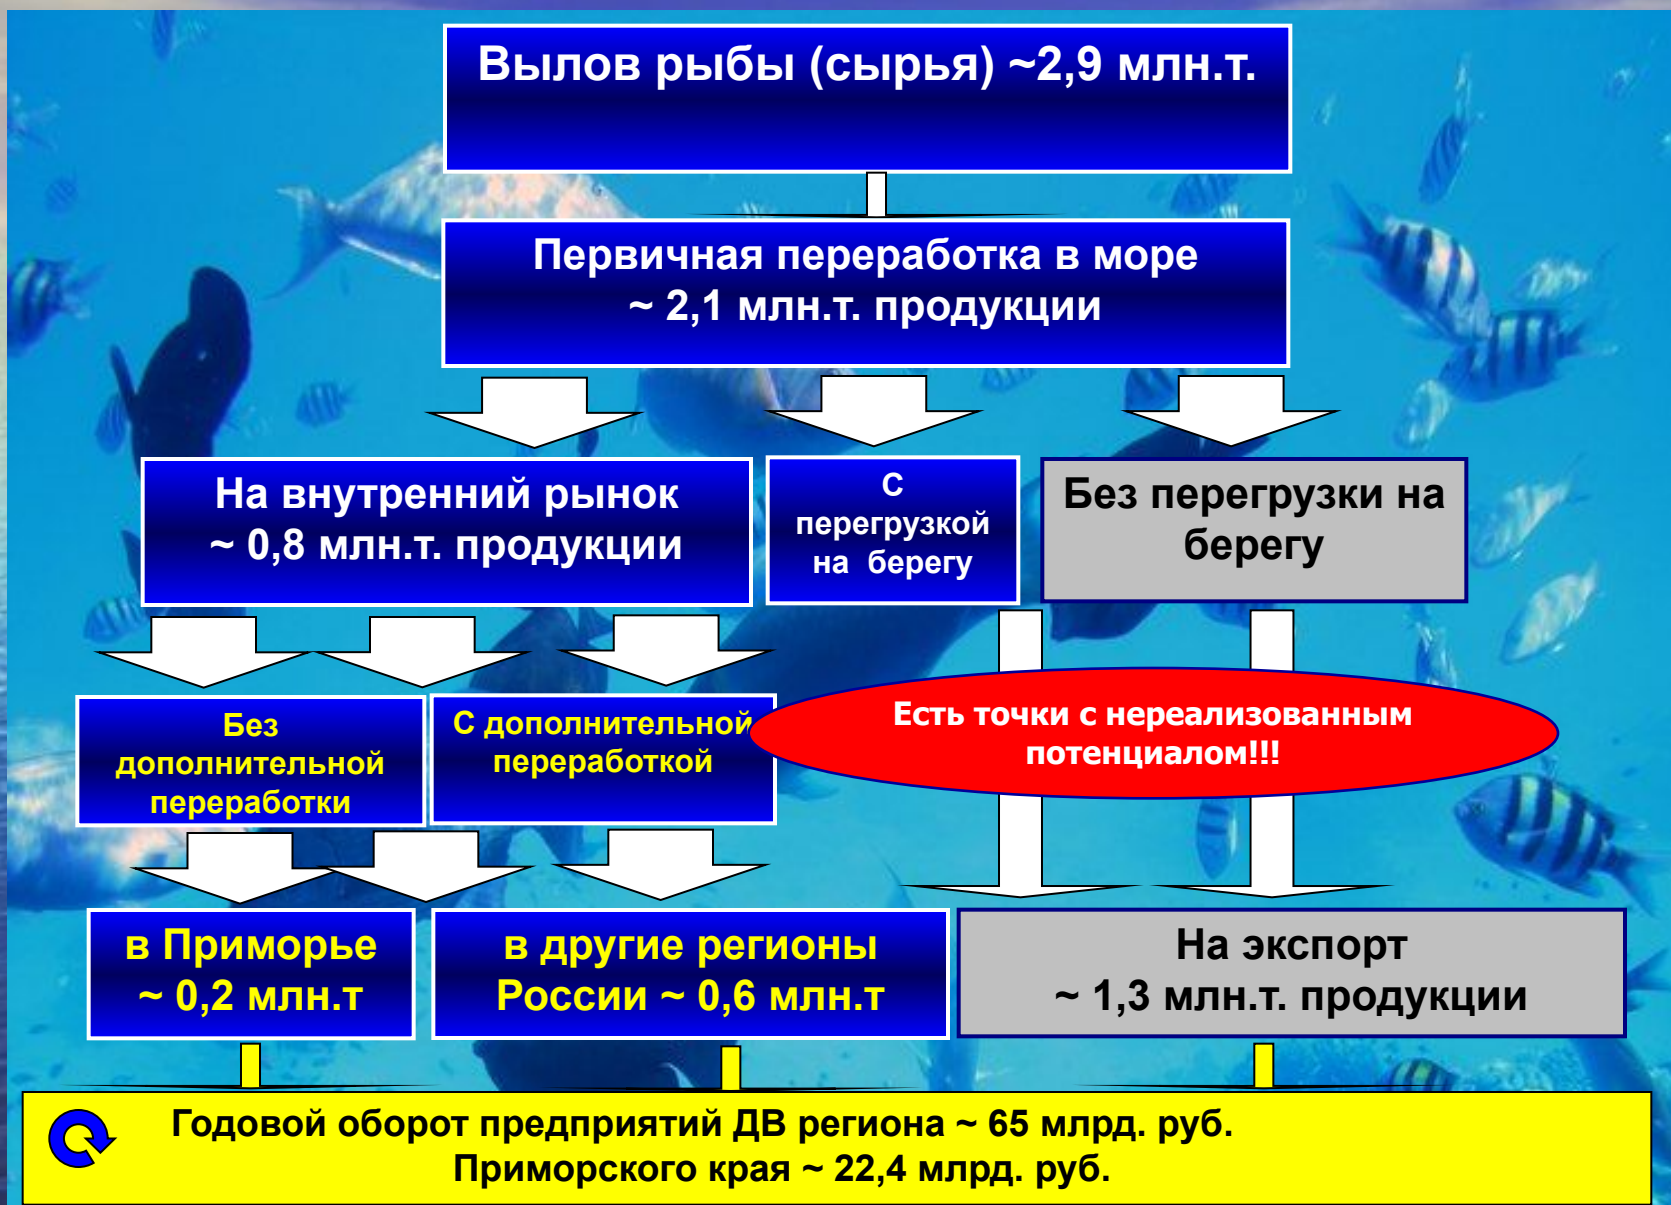 Вылов рыбы (сырья) ~2,9 млн.т.
Первичная переработка в море
~ 2,1 млн.т. продукции
На внутренний рынок
~ 0,8 млн.т. продукции
С
перегрузкой
на берегу
Без перегрузки на
берегу
Без
дополнительной
переработки
С дополнительной
переработкой
Есть точки с нереализованным
потенциалом!!!
в Приморье
~ 0,2 млн.т
в другие регионы
России ~ 0,6 млн.т
На экспорт
~ 1,3 млн.т. продукции
Годовой оборот предприятий ДВ региона ~ 65 млрд. руб.
Приморского края ~ 22,4 млрд. руб.